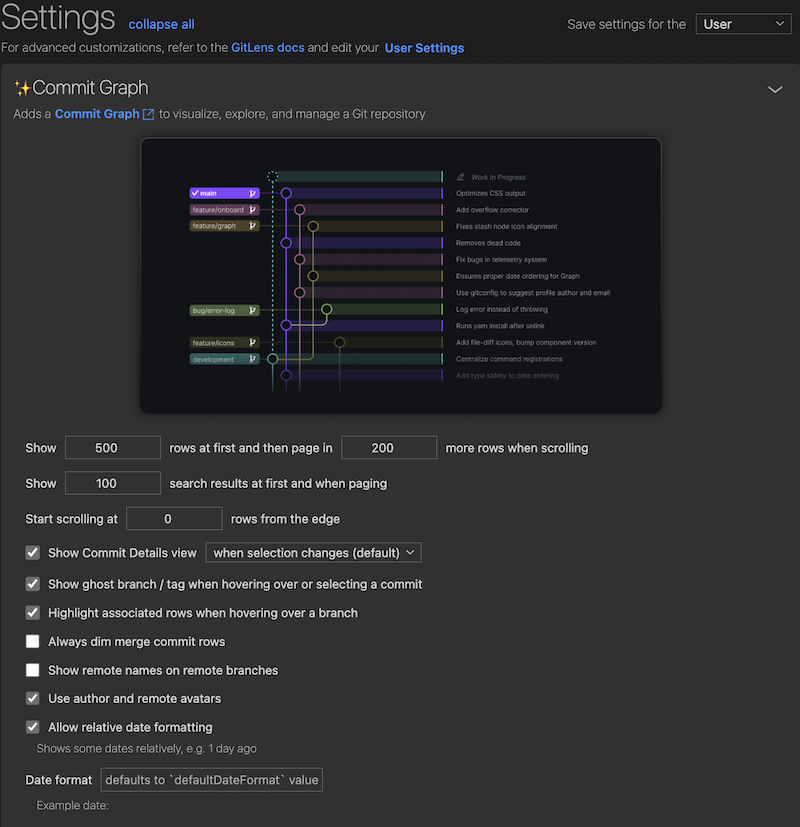 Settings collapse all Save settings for the User
For advanced customizations, refer to the GitLens docs and edit your User Settings
✨Commit Graph
Adds a Commit Graph to visualize, explore, and manage a Git repository
Work In Progress
main Optimizes CSS output
feature/onboard Add overflow corrector
feature/graph Fixes stash node icon alignment
Removes dead code
Fix bugs in telemetry system
Ensures proper date ordering for Graph
Use gitconfig to suggest profile author and email
bug/error-log Log error instead of throwing
Runs yarn install after unlink
feature/icons Add file-diff icons, bump component version
development Centralize command registrations
Add type safety to date ordering
Show 500 rows at first and then page in 200 more rows when scrolling
Show 100 search results at first and when paging
Start scrolling at 0 rows from the edge
Show Commit Details view when selection changes (default)
Show ghost branch / tag when hovering over or selecting a commit
Highlight associated rows when hovering over a branch
Always dim merge commit rows
Show remote names on remote branches
Use author and remote avatars
Allow relative date formatting
Shows some dates relatively, e.g. 1 day ago
Date format defaults to `defaultDateFormat` value
Example date: